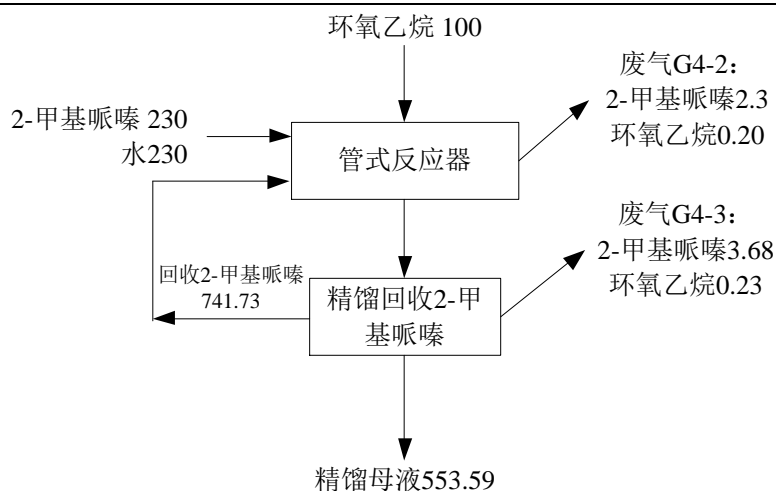 环氧乙烷 100
废气G4-2：
2-甲基哌嗪2.3
环氧乙烷0.20
2-甲基哌嗪 230
水230
管式反应器
废气G4-3：
2-甲基哌嗪3.68
环氧乙烷0.23
回收2-甲基哌嗪
741.73
精馏回收2-甲
基哌嗪
精馏母液553.59